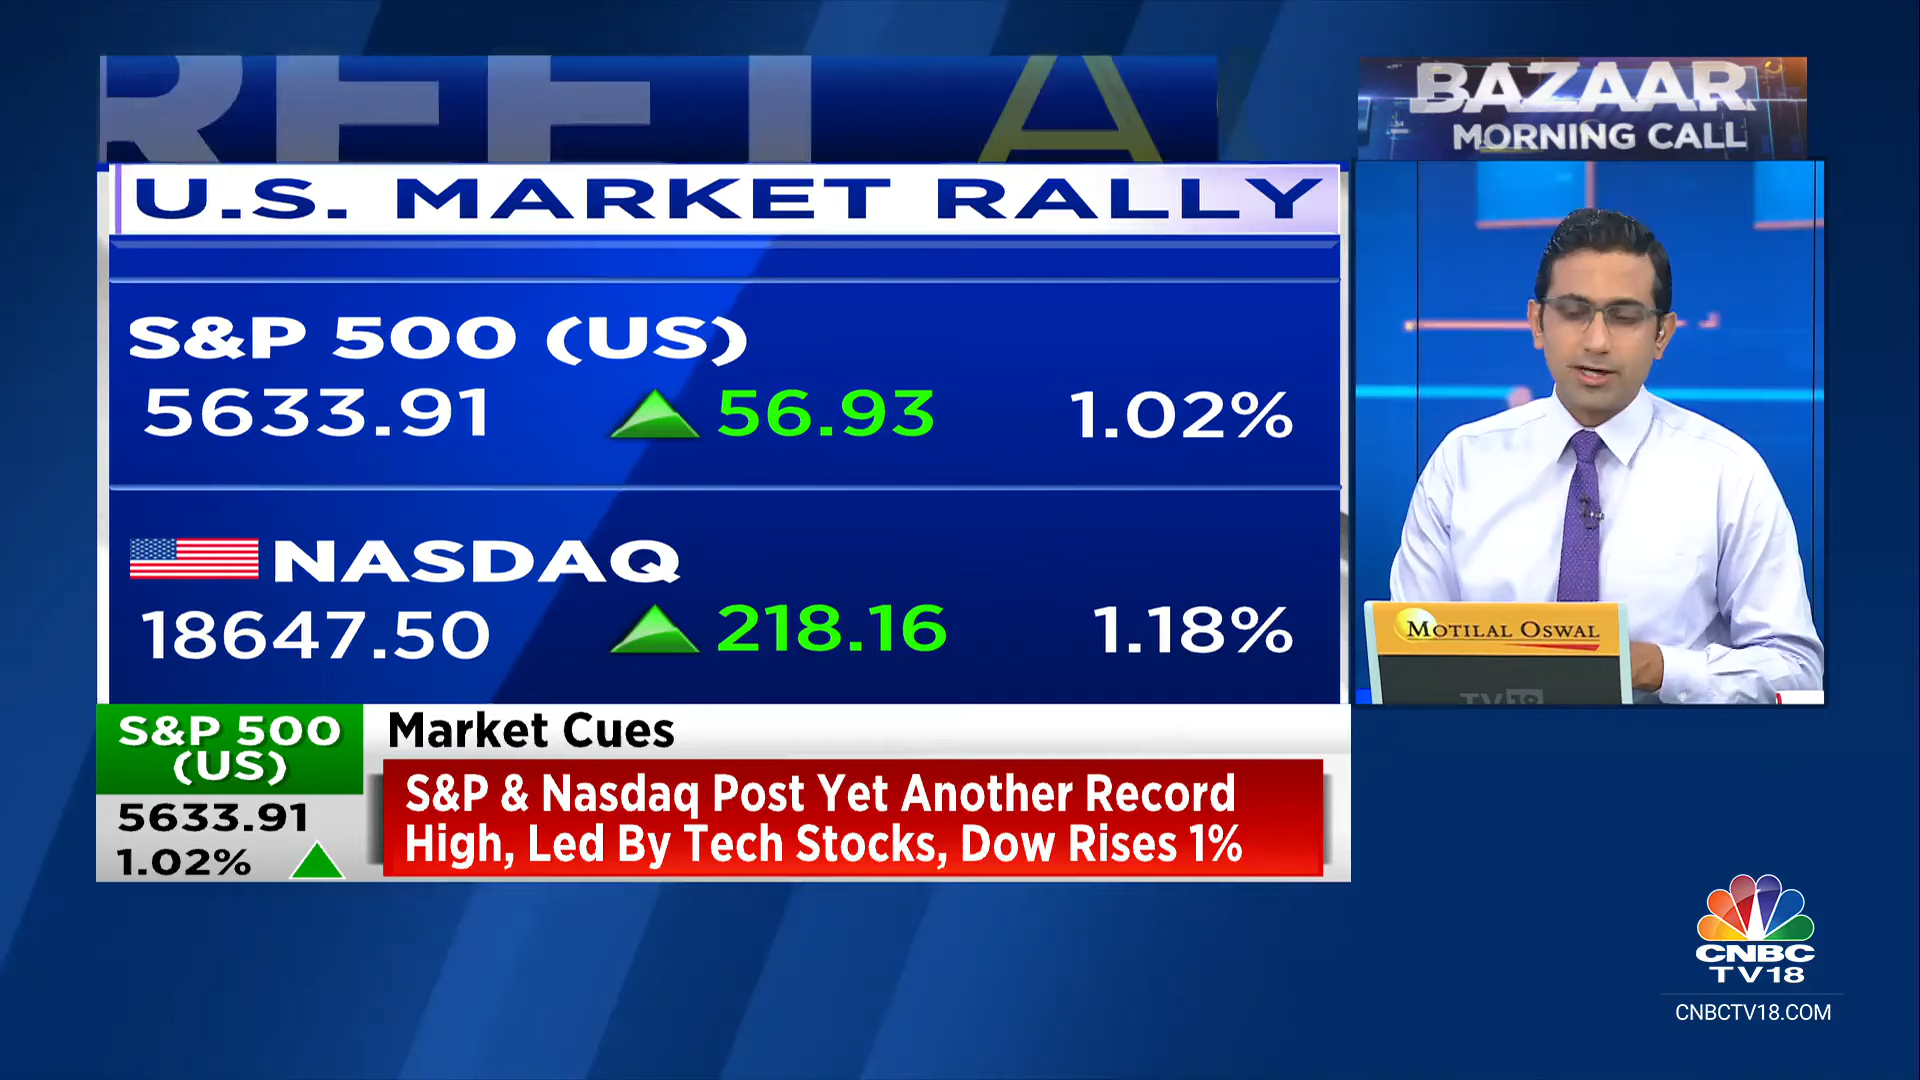 BAZAAR
MORNING CALL
U.S. MARKET RALLY
S&P 500 (US)
5633.91 56.93 1.02%
NASDAQ
18647.50 218.16 1.18%
MOTILAL OSWAL
TV18
S&P 500
(US)
5633.91
1.02%
Market Cues
S&P & Nasdaq Post Yet Another Record
High, Led By Tech Stocks, Dow Rises 1%
CNBC
TV18
CNBCTV18.COM